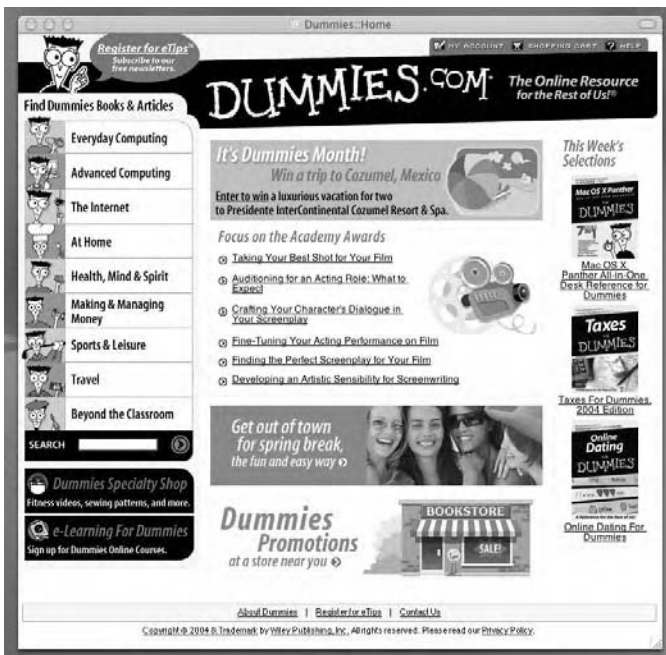 Dummies::Home
Register for eTips
Subscribe to our
free newsletters.
MY ACCOUNT SHOPPING CART ? HELP
DUMMIES.COM
The Online Resource
for the Rest of Us!®
Find Dummies Books & Articles
Everyday Computing
Advanced Computing
The Internet
At Home
Health, Mind & Spirit
Making & Managing
Money
Sports & Leisure
Travel
Beyond the Classroom
SEARCH
Dummies Specialty Shop
Fitness videos, sewing patterns, and more.
e-Learning For Dummies
Sign up for Dummies Online Courses.
It's Dummies Month!
Win a trip to Cozumel, Mexico
Enter to win a luxurious vacation for two
to Presidente InterContinental Cozumel Resort & Spa.
Focus on the Academy Awards
Taking Your Best Shot for Your Film
Auditioning for an Acting Role: What to
Expect
Crafting Your Character's Dialogue in
Your Screenplay
Fine-Tuning Your Acting Performance on Film
Finding the Perfect Screenplay for Your Film
Developing an Artistic Sensibility for Screenwriting
Get out of town
for spring break,
the fun and easy way
Dummies
Promotions
at a store near you
BOOKSTORE
SALE!
This Week's
Selections
Mac OS X Panther
DUMMIES
Mac OS X
Panther All-in-One
Desk Reference for
Dummies
Taxes
DUMMIES
Taxes For Dummies,
2004 Edition
Online
Dating
DUMMIES
Online Dating For
Dummies
About Dummies | Register for eTips | Contact Us
Copyright © 2004 & Trademark by Wiley Publishing, Inc. All rights reserved. Please read our Privacy Policy.